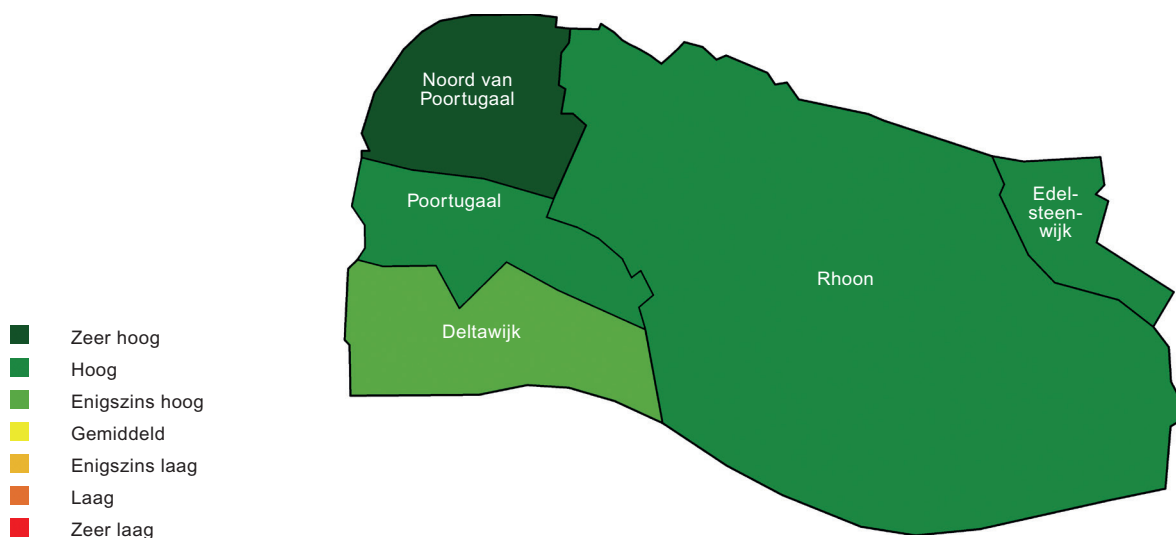 Noord van
Poortugaal
Poortugaal
Deltawijk
Rhoon
Edel-
steen-
wijk
Zeer hoog
Hoog
Enigszins hoog
Gemiddeld
Enigszins laag
Laag
Zeer laag